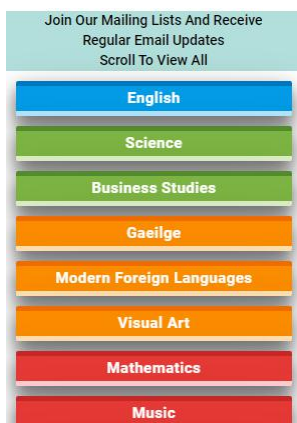 Join Our Mailing Lists And Receive
Regular Email Updates
Scroll To View All
English
Science
Business Studies
Gaeilge
Modern Foreign Languages
Visual Art
Mathematics
Music